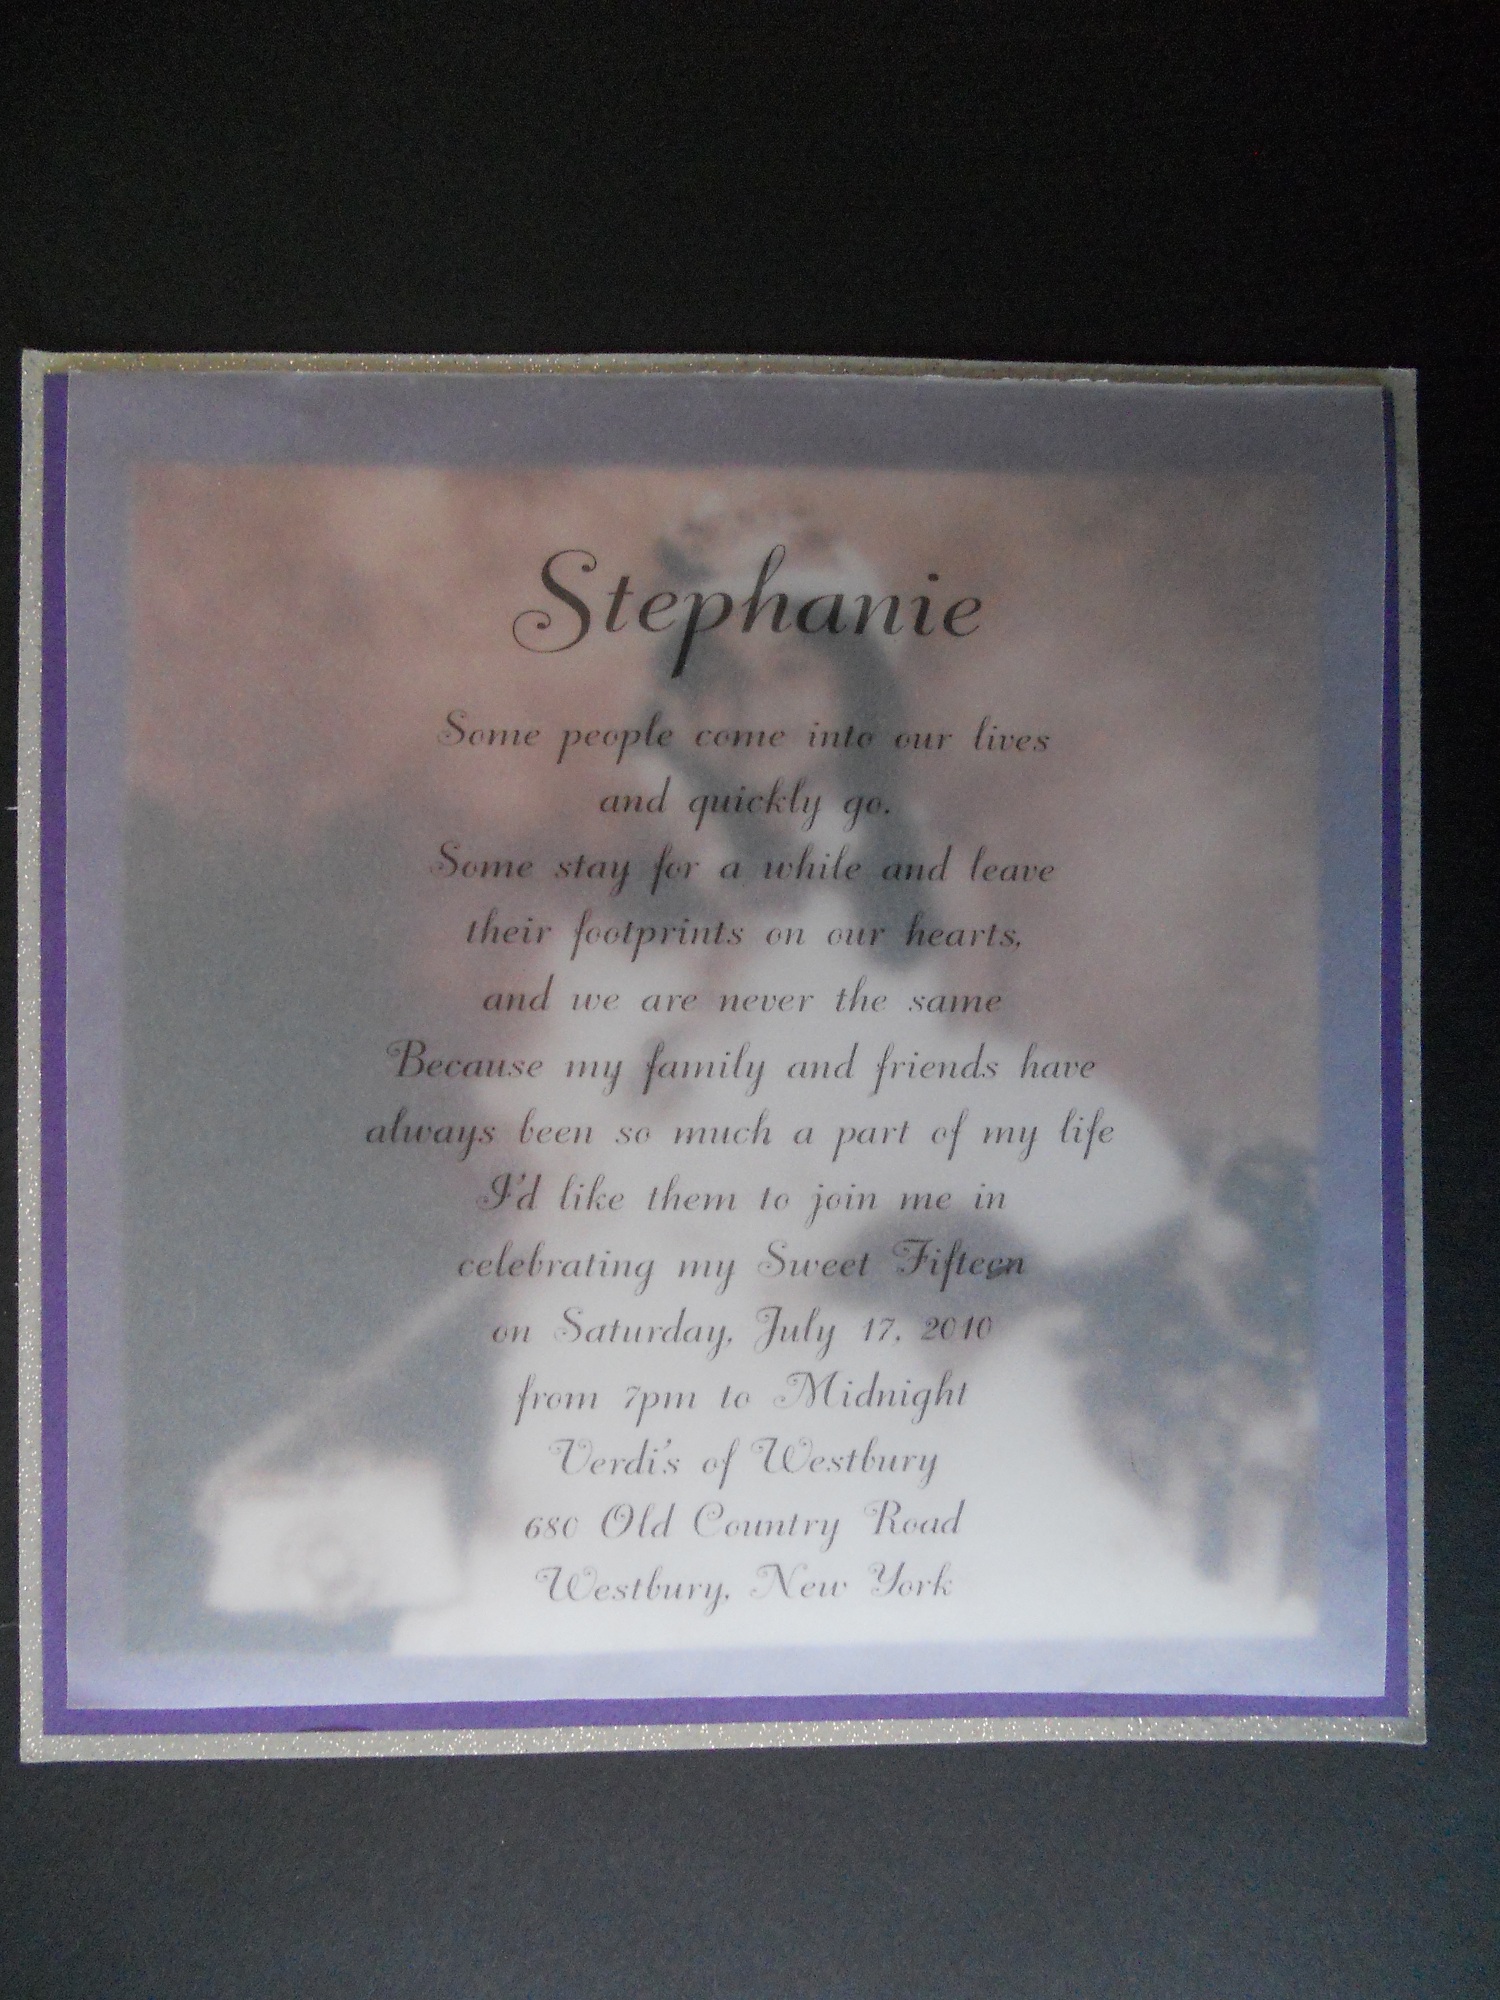 Stephanie
Some people come into our lives
and quickly go.
Some stay for a while and leave
their footprints on our hearts,
and we are never the same
Because my family and friends have
always been so much a part of my life
I'd like them to join me in
celebrating my Sweet Fifteen
on Saturday, July 17, 2010
from 7pm to Midnight
Verdi's of Westbury
680 Old Country Road
Westbury, New York